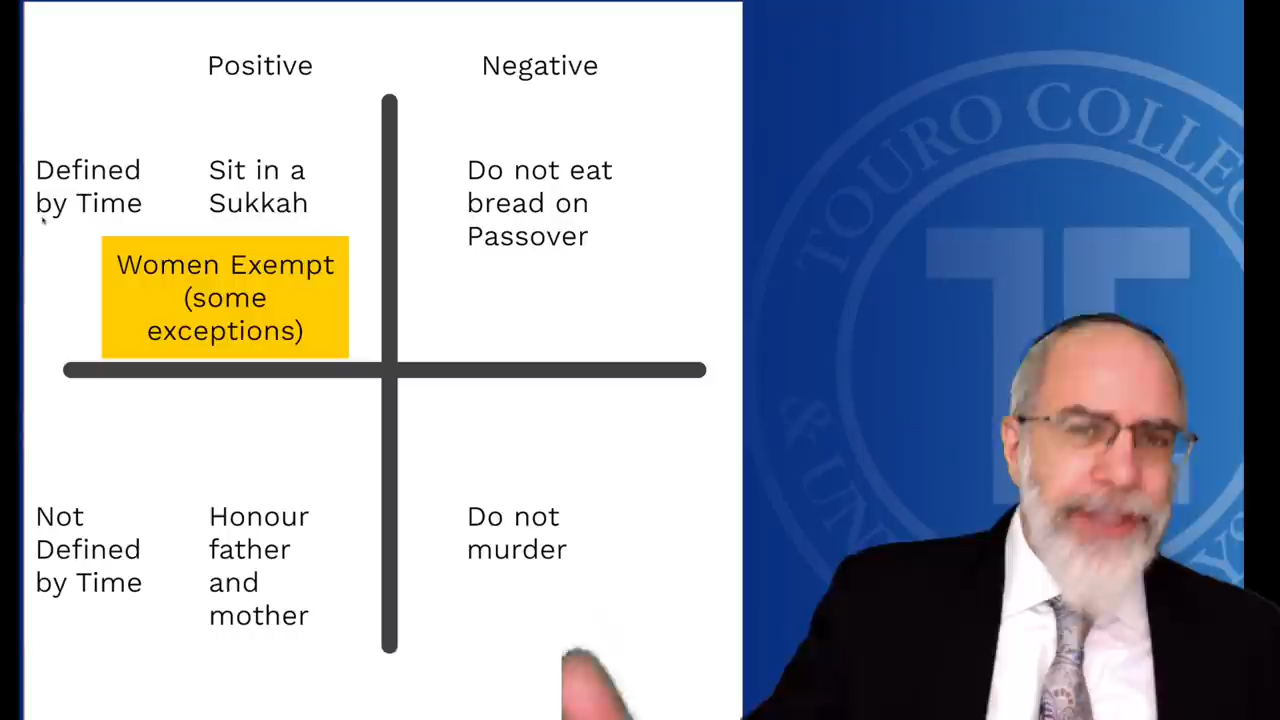 Positive
Negative
Defined
by Time
Sit in a
Sukkah
Do not eat
bread on
Passover
Women Exempt
(some
exceptions)
Not
Defined
by Time
Honour
father
and
mother
Do not
murder
TOURO COLLEG
&